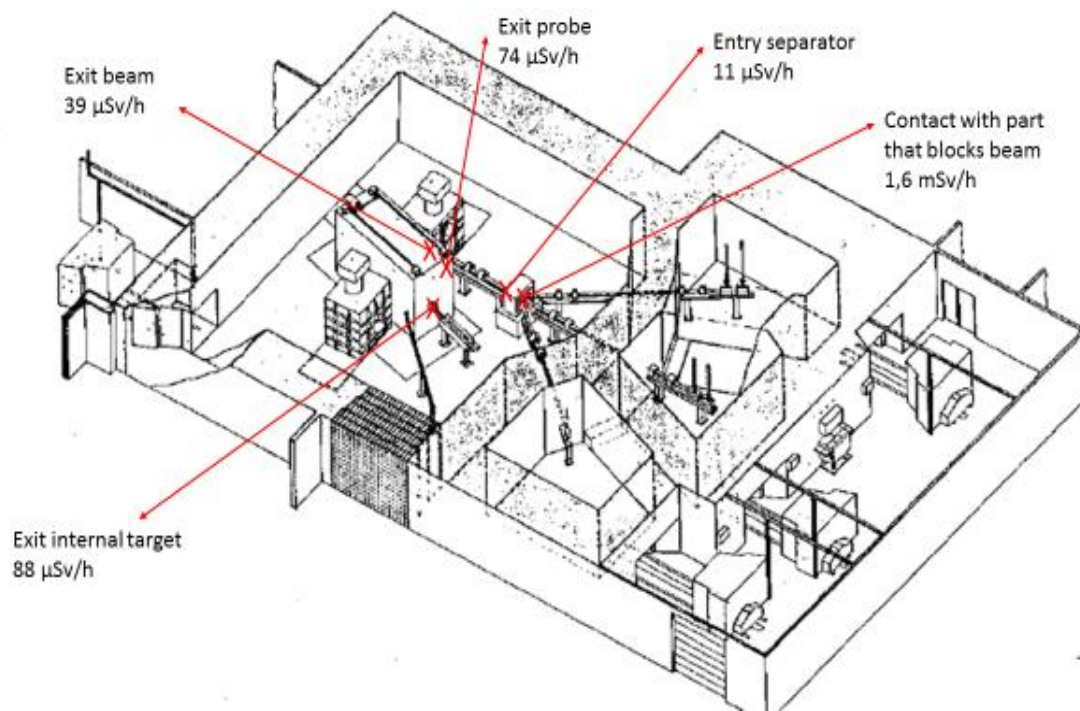 Exit probe
74 µSv/h
Entry separator
11 µSv/h
Exit beam
39 µSv/h
Contact with part
that blocks beam
1,6 mSv/h
Exit internal target
88 µSv/h